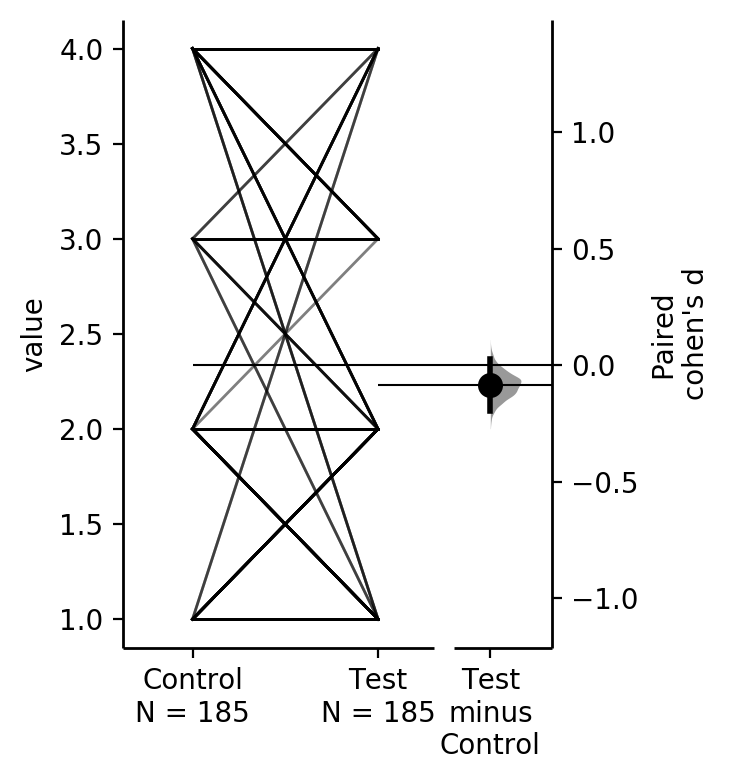 4.0
3.5
3.0
2.5
2.0
1.5
1.0
value
1.0
0.5
0.0
−0.5
−1.0
Paired
cohen's d
Control
N = 185
Test
N = 185
Test
minus
Control